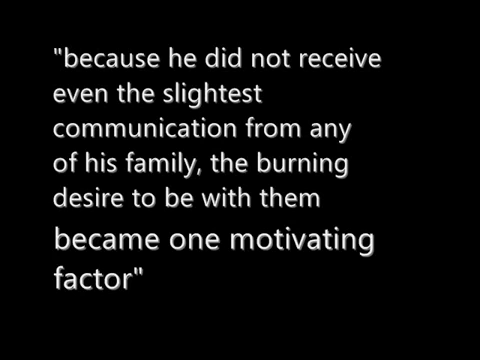 "because he did not receive
even the slightest
communication from any
of his family, the burning
desire to be with them
became one motivating
factor"